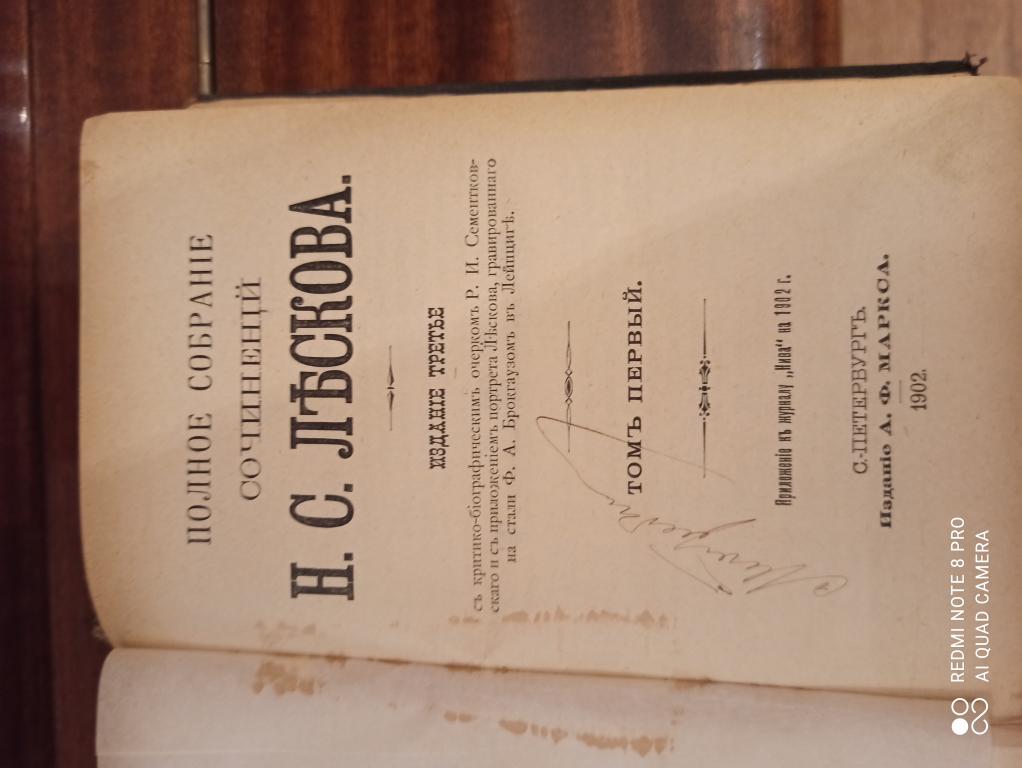 ПОЛНОЕ СОБРАНІЕ
СОЧИНЕНІЙ
Н. С. ЛѢСКОВА.
ИЗДАНІЕ ТРЕТЬЕ
съ критико-біографическимъ очеркомъ Р. И. Сементков-
скаго и съ приложеніемъ портрета Лѣскова, гравированнаго
на стали Ф. А. Брокгаузомъ въ Лейпцигѣ.
ТОМЪ ПЕРВЫЙ.
Приложеніе къ журналу „Нива“ на 1902 г.
С.-ПЕТЕРБУРГЪ.
Изданіе А. Ф. МАРКСА.
1902.
REDMI NOTE 8 PRO
AI QUAD CAMERA